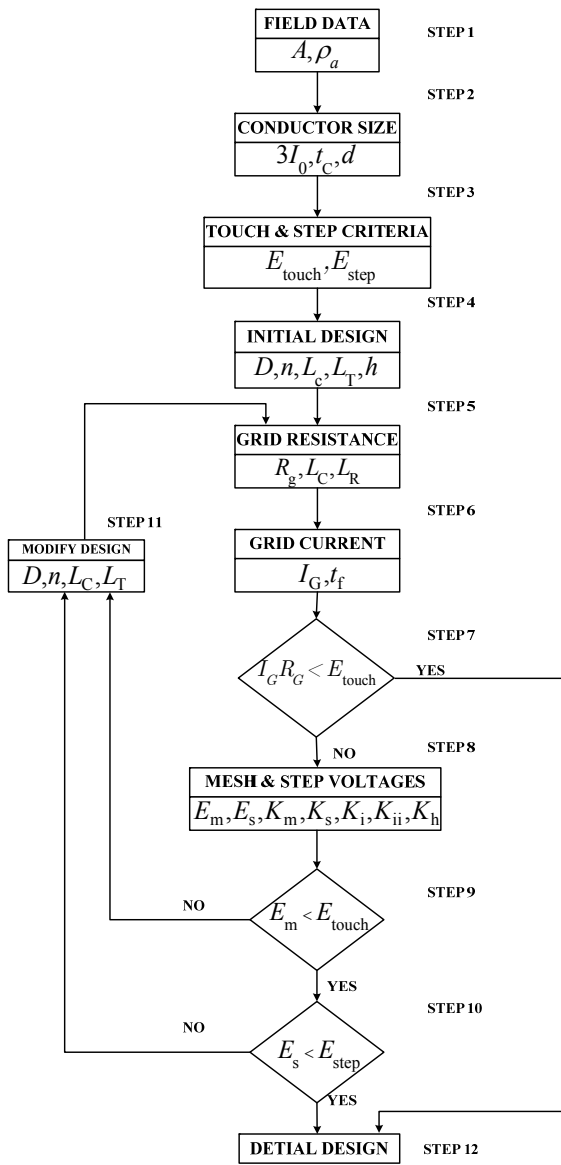 FIELD DATA
STEP 1
A,ρa
STEP 2
CONDUCTOR SIZE
3I0,tC,d
STEP 3
TOUCH & STEP CRITERIA
Etouch,Estep
STEP 4
INITIAL DESIGN
D,n,Lc,LT,h
STEP 5
GRID RESISTANCE
Rg,LC,LR
STEP 6
STEP 11
GRID CURRENT
MODIFY DESIGN
IG,tf
D,n,LC,LT
STEP 7
IGRG < Etouch
YES
STEP 8
NO
MESH & STEP VOLTAGES
Em,Es,Km,Ks,Ki,Kii,Kh
STEP 9
NO
Em < Etouch
YES
STEP 10
NO
Es < Estep
YES
DETIAL DESIGN
STEP 12